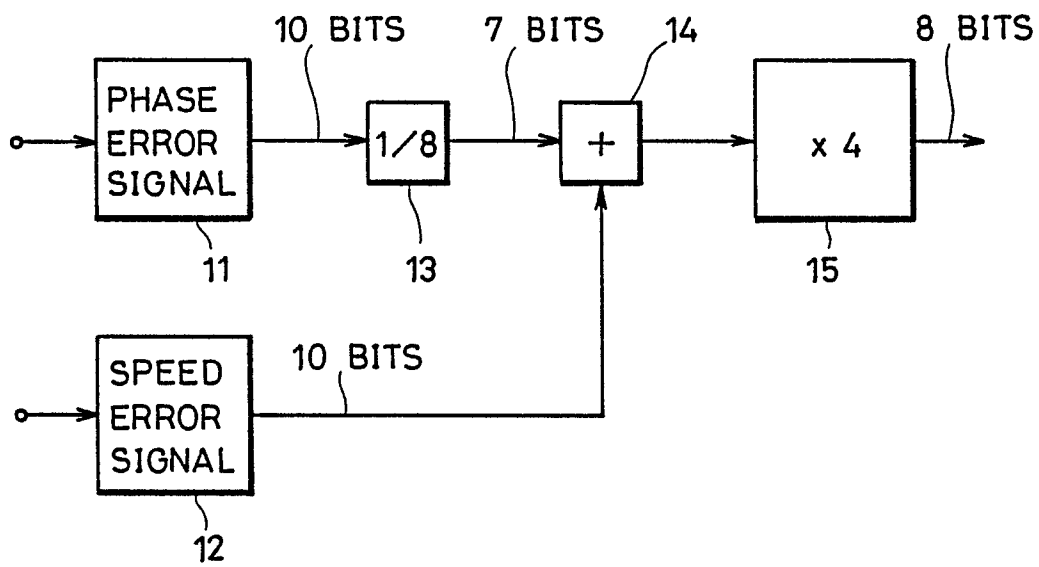 10 BITS
7 BITS
14
8 BITS
PHASE
ERROR
SIGNAL
1/8
+
x 4
11
13
15
10 BITS
SPEED
ERROR
SIGNAL
12